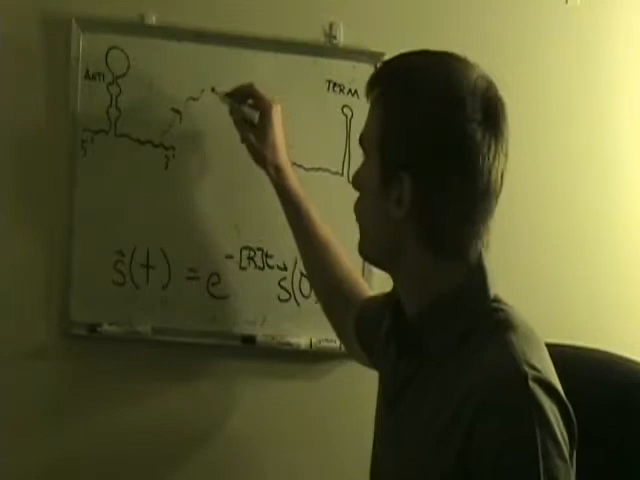 ANTI
TERM
5'
3'
s⃗(t) = e^-[R]t s⃗(0